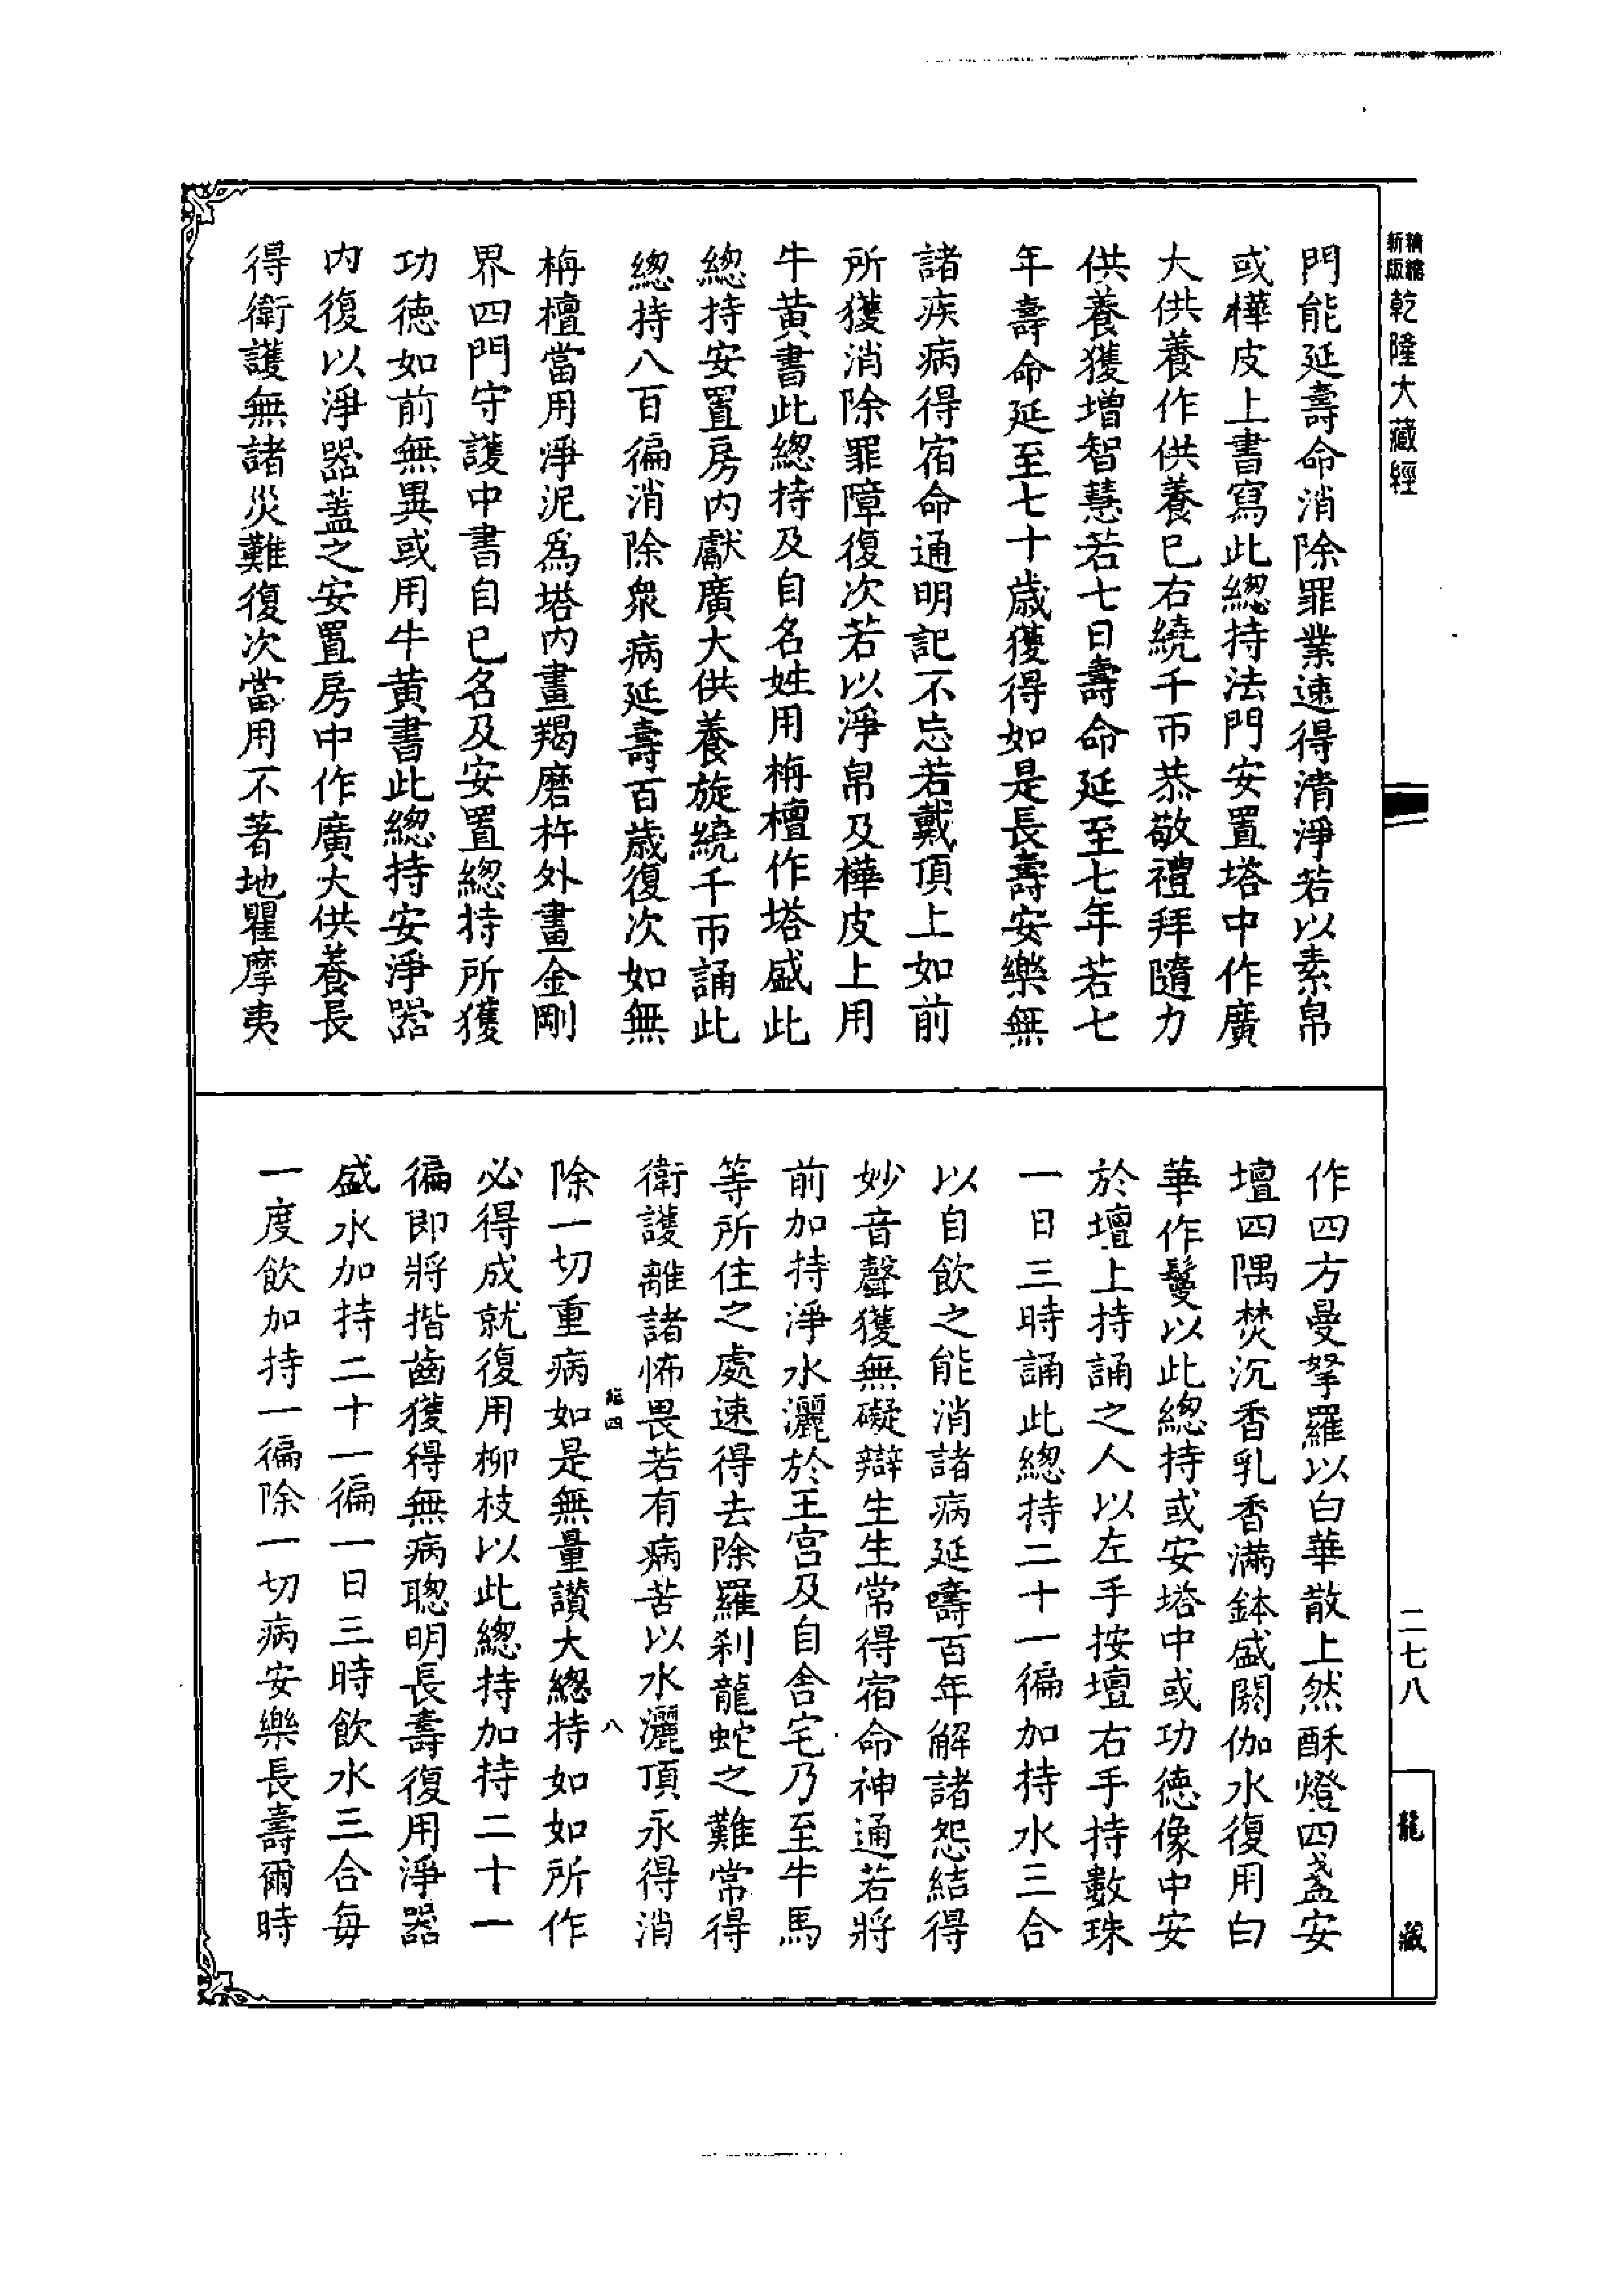 精縮新版乾隆大藏經
門能延壽命消除罪業速得清淨若以素帛
或樺皮上書寫此緫持法門安置塔中作廣
大供養作供養已右繞千帀恭敬禮拜隨力
供養獲增智慧若七日壽命延至七年若七
年壽命延至七十歲獲得如是長壽安樂無
諸疾病得宿命通明記不忘若戴頂上如前
所獲消除罪障復次若以淨帛及樺皮上用
牛黄書此緫持及自名姓用栴檀作塔盛此
緫持安置房内獻廣大供養旋繞千帀誦此
緫持八百徧消除衆病延壽百歲復次如無
栴檀當用淨泥爲塔内畫羯磨杵外畫金剛
界四門守護中書自已名及安置緫持所獲
功德如前無異或用牛黄書此緫持安淨器
内復以淨器蓋之安置房中作廣大供養長
得衛護無諸災難復次當用不著地瞿摩夷
作四方曼拏羅以白華散上然酥燈四盞安
壇四隅焚沉香乳香滿鉢盛閼伽水復用白
華作鬘以此緫持或安塔中或功德像中安
於壇上持誦之人以左手按壇右手持數珠
一日三時誦此緫持二十一徧加持水三合
以自飲之能消諸病延壽百年解諸怨結得
妙音聲獲無礙辯生生常得宿命神通若將
前加持淨水灑於王宫及自舍宅乃至牛馬
等所住之處速得去除羅刹龍蛇之難常得
衛護離諸怖畏若有病苦以水灑頂永得消
四 八
除一切重病如是無量讃大緫持如如所作
必得成就復用柳枝以此緫持加持二十一
徧即將揩齒獲得無病聰明長壽復用淨器
盛水加持二十一徧一日三時飲水三合每
一度飲加持一徧除一切病安樂長壽爾時
二七八
龍藏